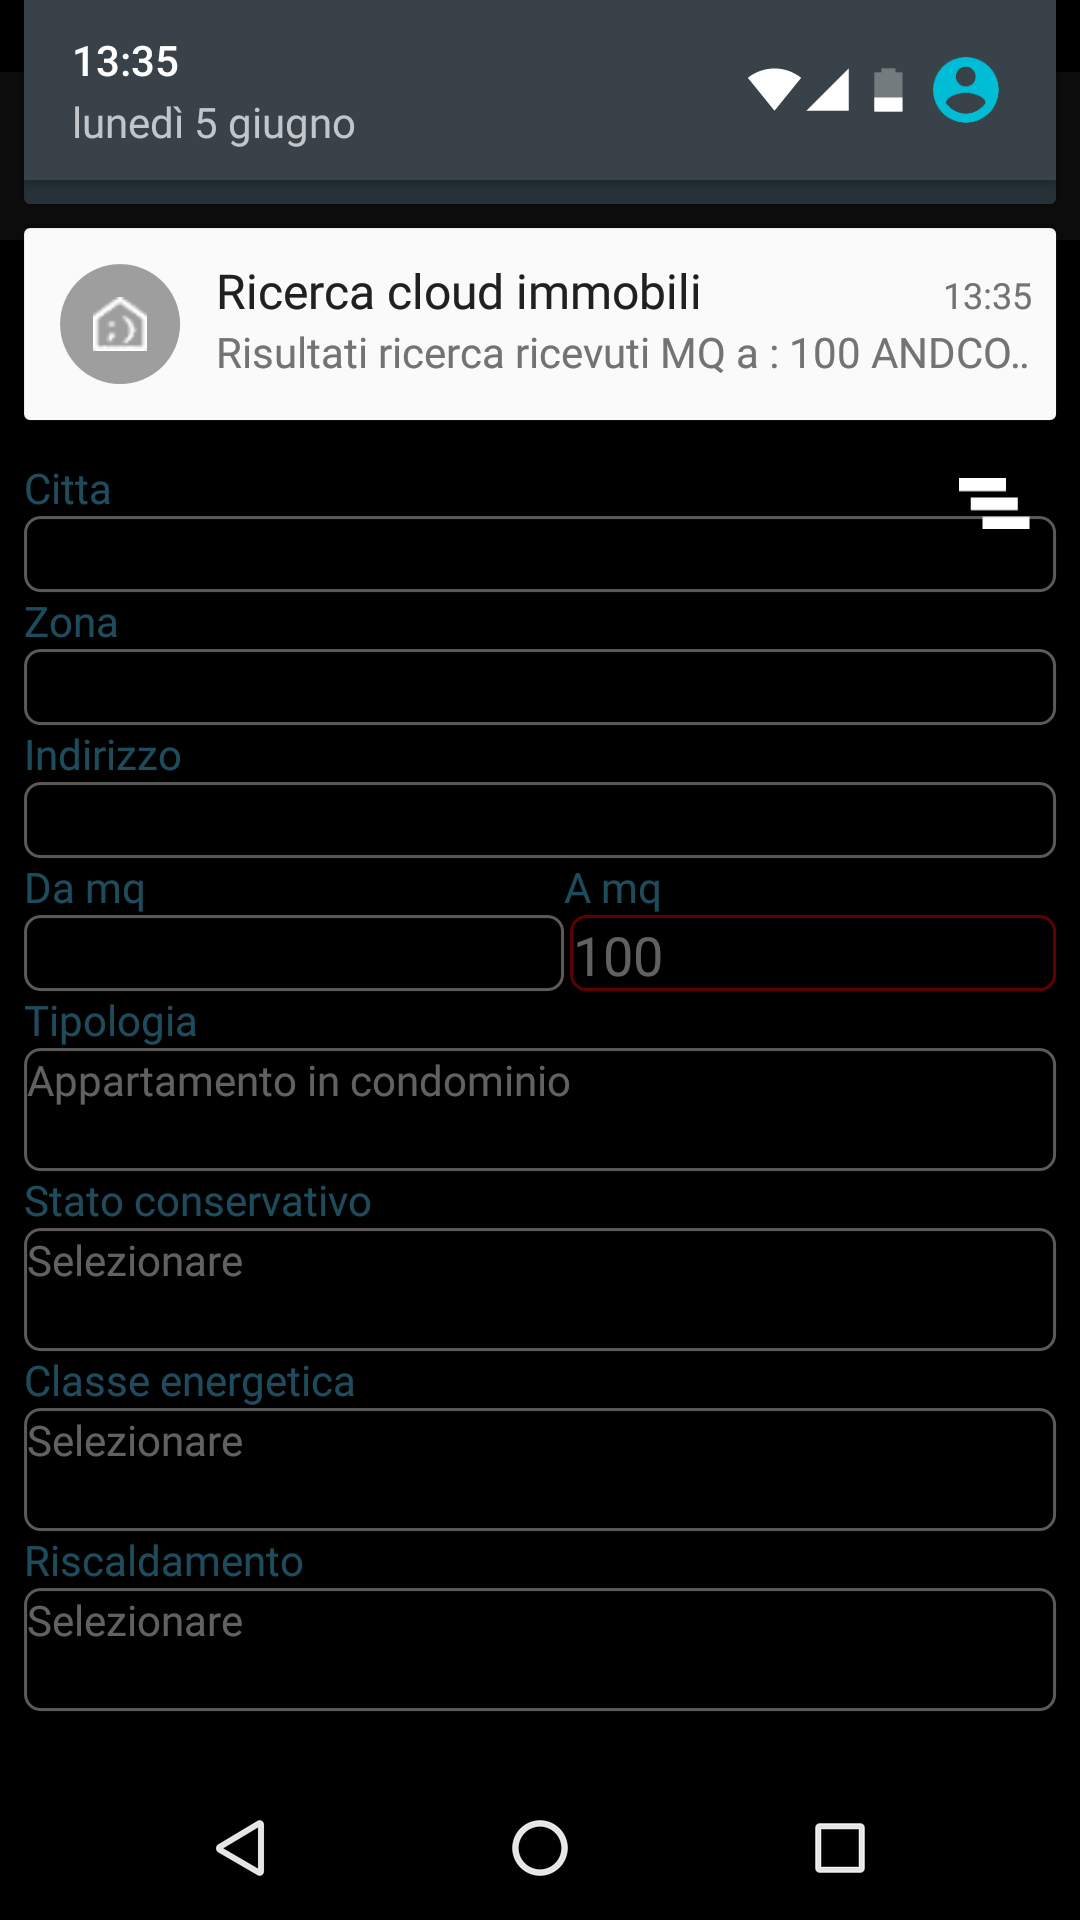 13:35
lunedì 5 giugno
Ricerca cloud immobili 13:35
Risultati ricerca ricevuti MQ a : 100 ANDCO..
Citta
Zona
Indirizzo
Da mq A mq
100
Tipologia
Appartamento in condominio
Stato conservativo
Selezionare
Classe energetica
Selezionare
Riscaldamento
Selezionare